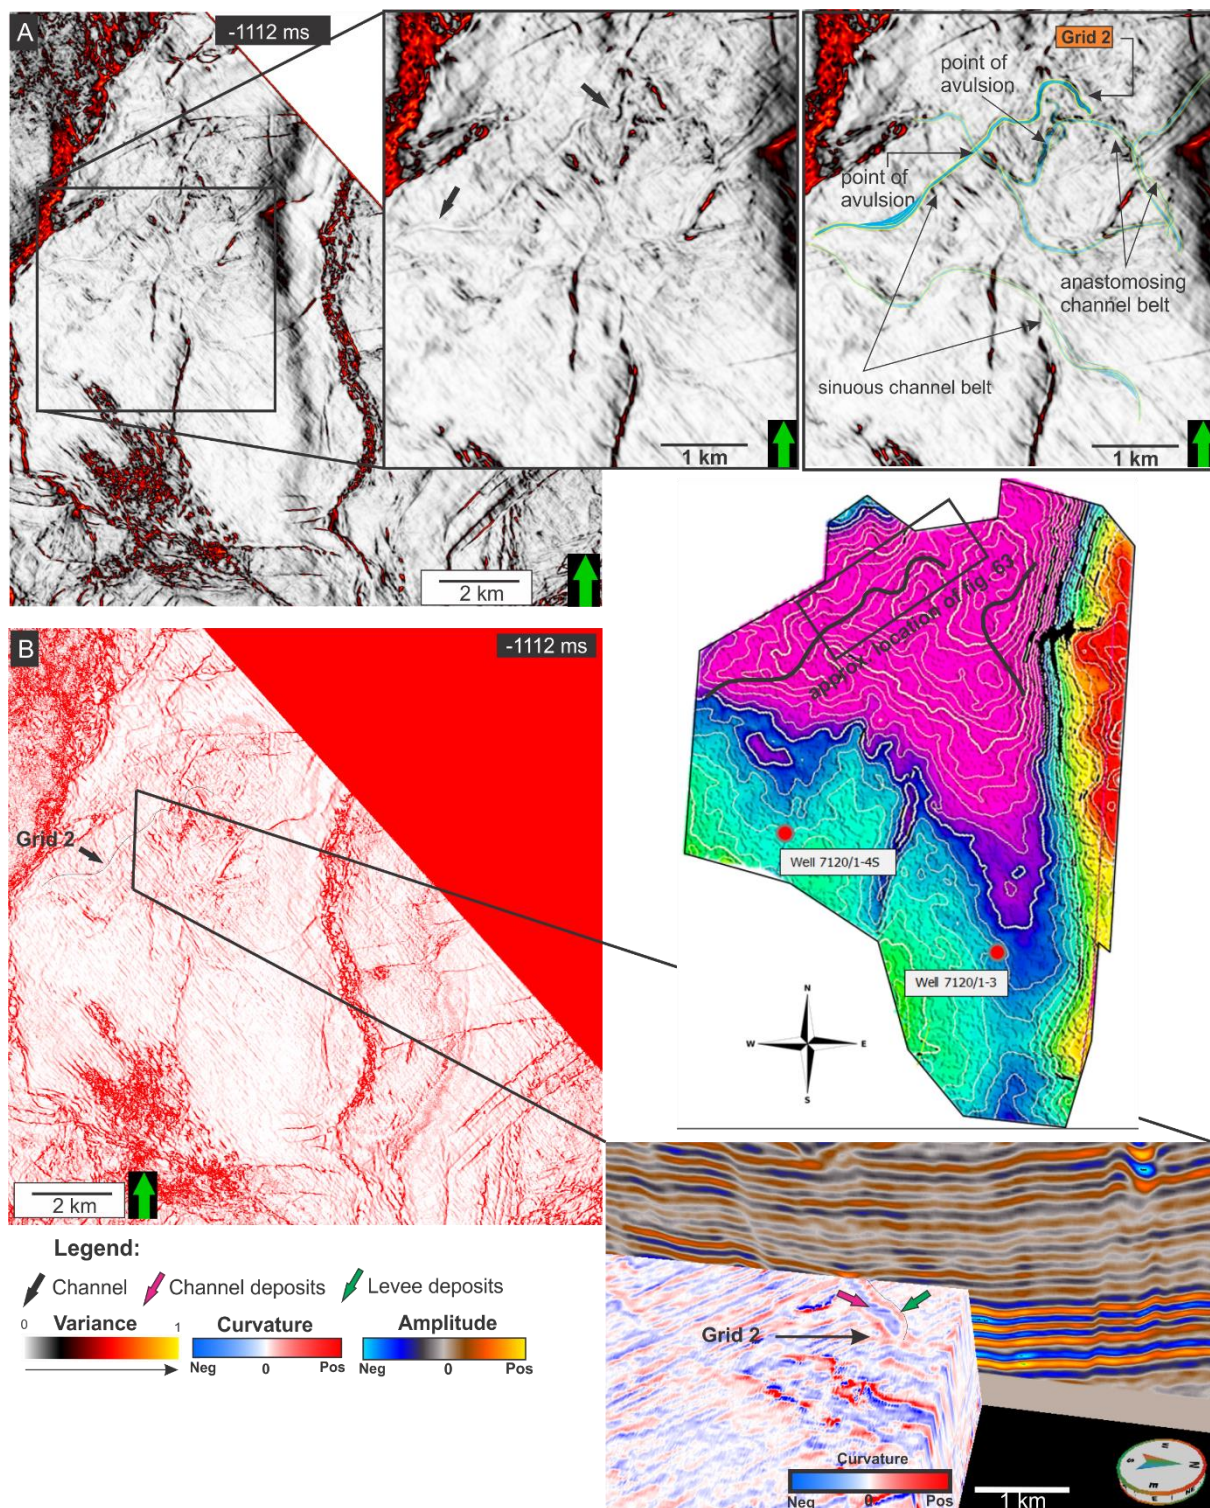 A
-1112 ms
2 km
1 km
Grid 2
point of
avulsion
point of
avulsion
anastomosing
channel belt
sinuous channel belt
1 km
approx. location of fig. 63
Well 7120/1-4S
Well 7120/1-3
N
W
E
S
B
-1112 ms
Grid 2
2 km
Legend:
Channel
Channel deposits
Levee deposits
0
Variance
1
Curvature
Neg
0
Pos
Amplitude
Neg
0
Pos
Grid 2
Curvature
Neg
0
Pos
1 km
N
E